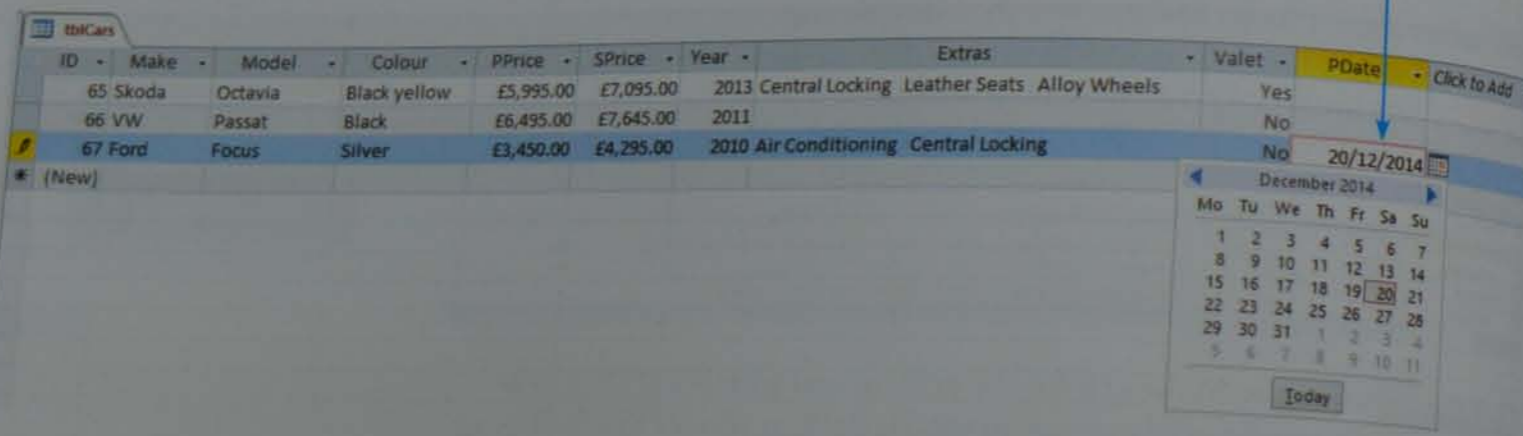 tblCars
ID Make Model Colour PPrice SPrice Year Extras Valet PDate Click to Add
65 Skoda Octavia Black yellow £5,995.00 £7,095.00 2013 Central Locking Leather Seats Alloy Wheels Yes
66 VW Passat Black £6,495.00 £7,645.00 2011 No
67 Ford Focus Silver £3,450.00 £4,295.00 2010 Air Conditioning Central Locking No 20/12/2014
(New)
December 2014
Mo Tu We Th Fr Sa Su
1 2 3 4 5 6 7
8 9 10 11 12 13 14
15 16 17 18 19 20 21
22 23 24 25 26 27 28
29 30 31 1 2 3 4
5 6 7 8 9 10 11
Today